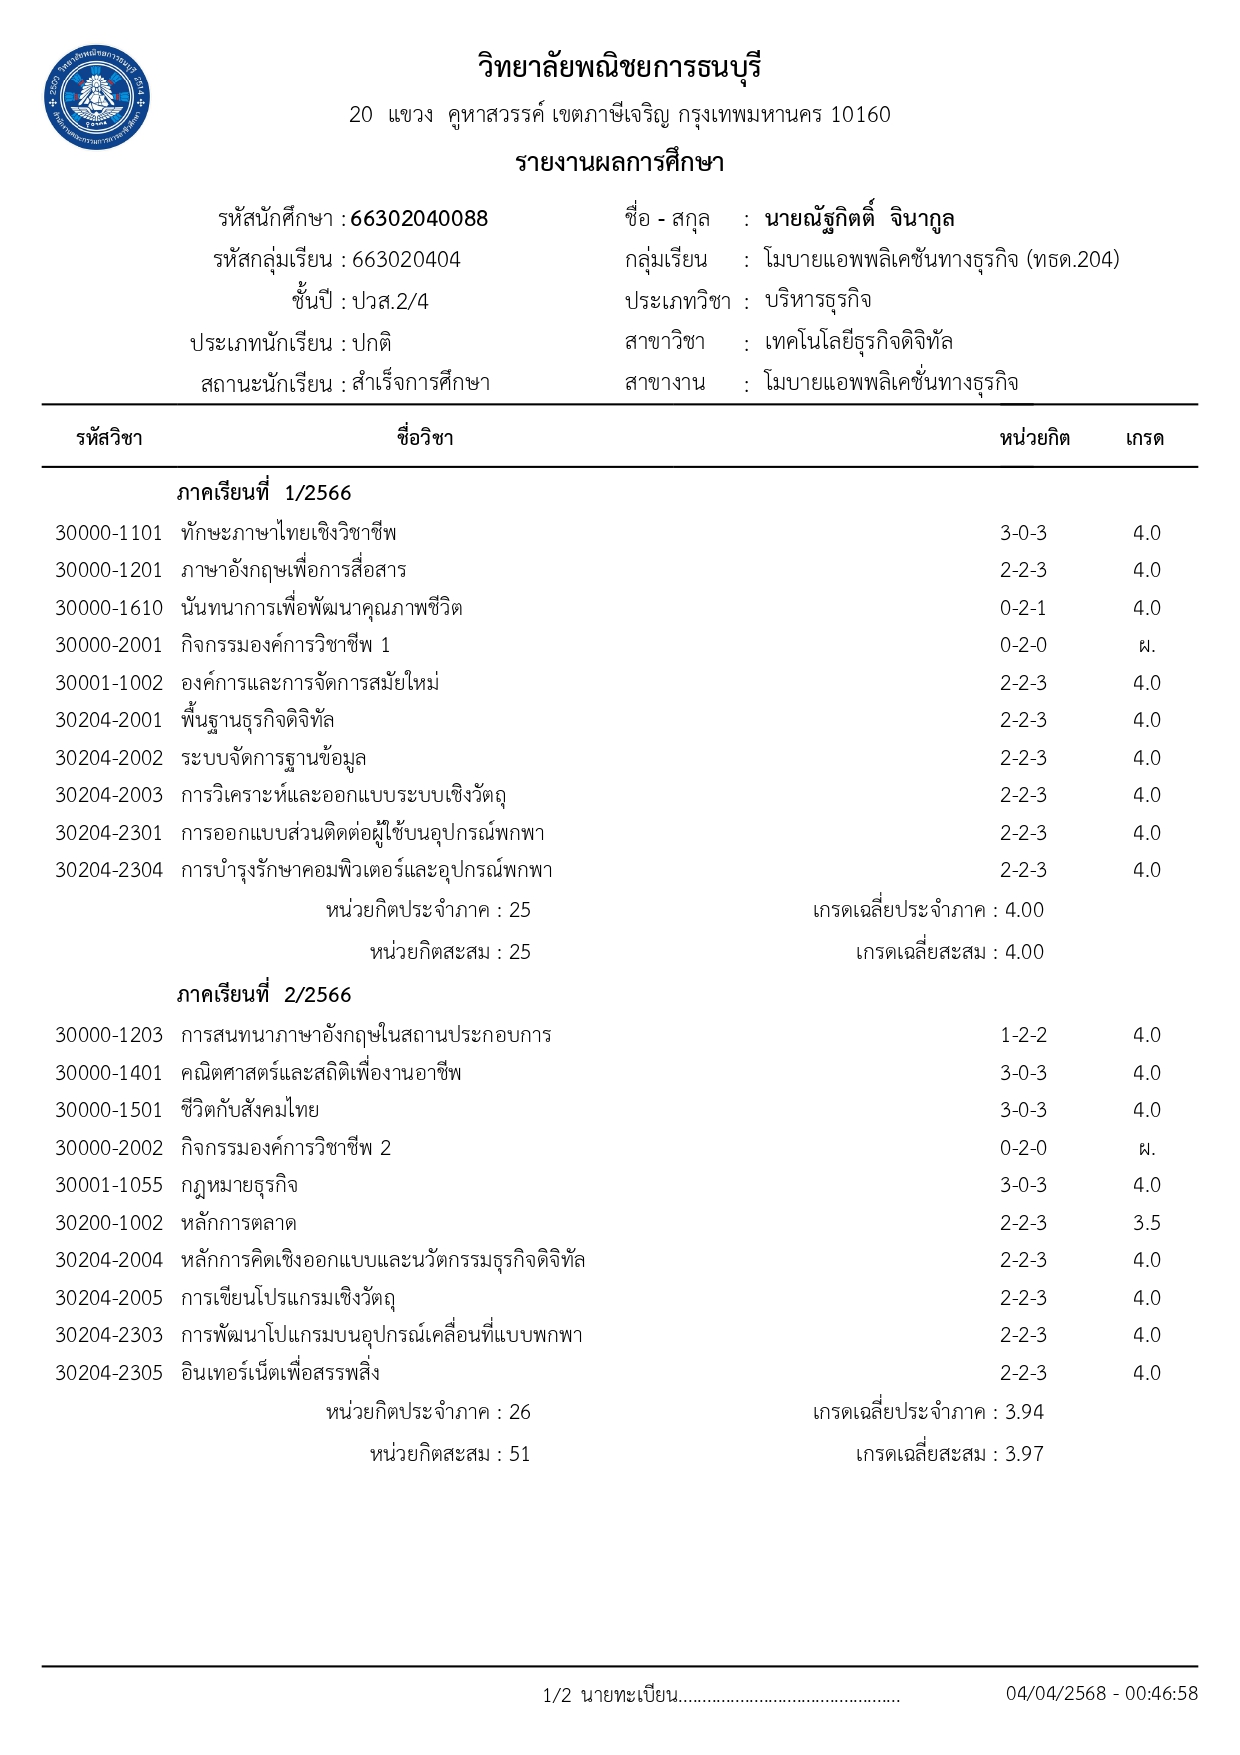 วิทยาลัยพณิชยการธนบุรี
20 แขวง คูหาสวรรค์ เขตภาษีเจริญ กรุงเทพมหานคร 10160
รายงานผลการศึกษา
รหัสนักศึกษา : 66302040088 ชื่อ - สกุล : นายณัฐกิตติ์ จินากูล
รหัสกลุ่มเรียน : 663020404 กลุ่มเรียน : โมบายแอพพลิเคชันทางธุรกิจ (ทธด.204)
ชั้นปี : ปวส.2/4 ประเภทวิชา : บริหารธุรกิจ
ประเภทนักเรียน : ปกติ สาขาวิชา : เทคโนโลยีธุรกิจดิจิทัล
สถานะนักเรียน : สำเร็จการศึกษา สาขางาน : โมบายแอพพลิเคชั่นทางธุรกิจ
รหัสวิชา ชื่อวิชา หน่วยกิต เกรด
ภาคเรียนที่ 1/2566
30000-1101 ทักษะภาษาไทยเชิงวิชาชีพ 3-0-3 4.0
30000-1201 ภาษาอังกฤษเพื่อการสื่อสาร 2-2-3 4.0
30000-1610 นันทนาการเพื่อพัฒนาคุณภาพชีวิต 0-2-1 4.0
30000-2001 กิจกรรมองค์การวิชาชีพ 1 0-2-0 ผ.
30001-1002 องค์การและการจัดการสมัยใหม่ 2-2-3 4.0
30204-2001 พื้นฐานธุรกิจดิจิทัล 2-2-3 4.0
30204-2002 ระบบจัดการฐานข้อมูล 2-2-3 4.0
30204-2003 การวิเคราะห์และออกแบบระบบเชิงวัตถุ 2-2-3 4.0
30204-2301 การออกแบบส่วนติดต่อผู้ใช้บนอุปกรณ์พกพา 2-2-3 4.0
30204-2304 การบำรุงรักษาคอมพิวเตอร์และอุปกรณ์พกพา 2-2-3 4.0
หน่วยกิตประจำภาค : 25 เกรดเฉลี่ยประจำภาค : 4.00
หน่วยกิตสะสม : 25 เกรดเฉลี่ยสะสม : 4.00
ภาคเรียนที่ 2/2566
30000-1203 การสนทนาภาษาอังกฤษในสถานประกอบการ 1-2-2 4.0
30000-1401 คณิตศาสตร์และสถิติเพื่องานอาชีพ 3-0-3 4.0
30000-1501 ชีวิตกับสังคมไทย 3-0-3 4.0
30000-2002 กิจกรรมองค์การวิชาชีพ 2 0-2-0 ผ.
30001-1055 กฎหมายธุรกิจ 3-0-3 4.0
30200-1002 หลักการตลาด 2-2-3 3.5
30204-2004 หลักการคิดเชิงออกแบบและนวัตกรรมธุรกิจดิจิทัล 2-2-3 4.0
30204-2005 การเขียนโปรแกรมเชิงวัตถุ 2-2-3 4.0
30204-2303 การพัฒนาโปแกรมบนอุปกรณ์เคลื่อนที่แบบพกพา 2-2-3 4.0
30204-2305 อินเทอร์เน็ตเพื่อสรรพสิ่ง 2-2-3 4.0
หน่วยกิตประจำภาค : 26 เกรดเฉลี่ยประจำภาค : 3.94
หน่วยกิตสะสม : 51 เกรดเฉลี่ยสะสม : 3.97
1/2 นายทะเบียน............................................... 04/04/2568 - 00:46:58